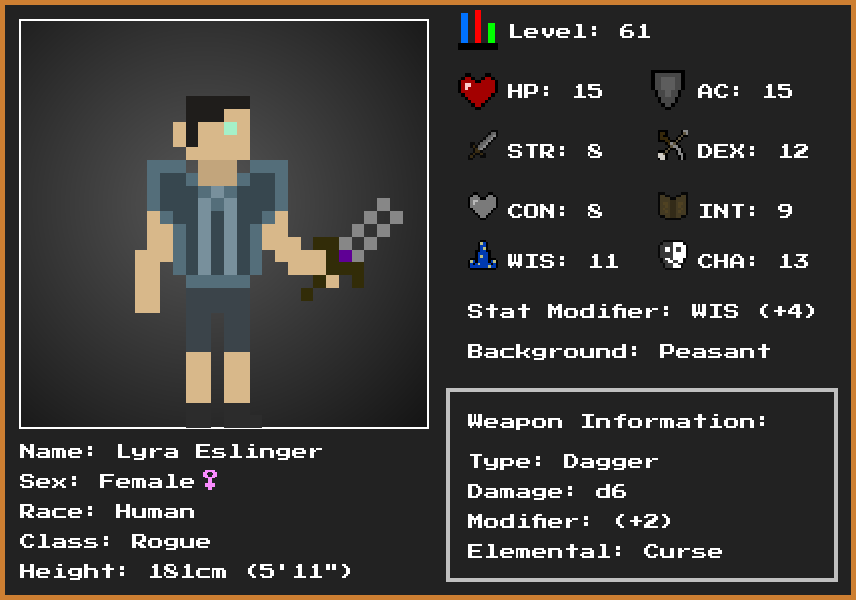 Level: 61
HP: 15 AC: 15
STR: 8 DEX: 12
CON: 8 INT: 9
WIS: 11 CHA: 13
Stat Modifier: WIS (+4)
Background: Peasant
Weapon Information:
Type: Dagger
Damage: d6
Modifier: (+2)
Elemental: Curse
Name: Lyra Eslinger
Sex: Female♀
Race: Human
Class: Rogue
Height: 181cm (5'11")